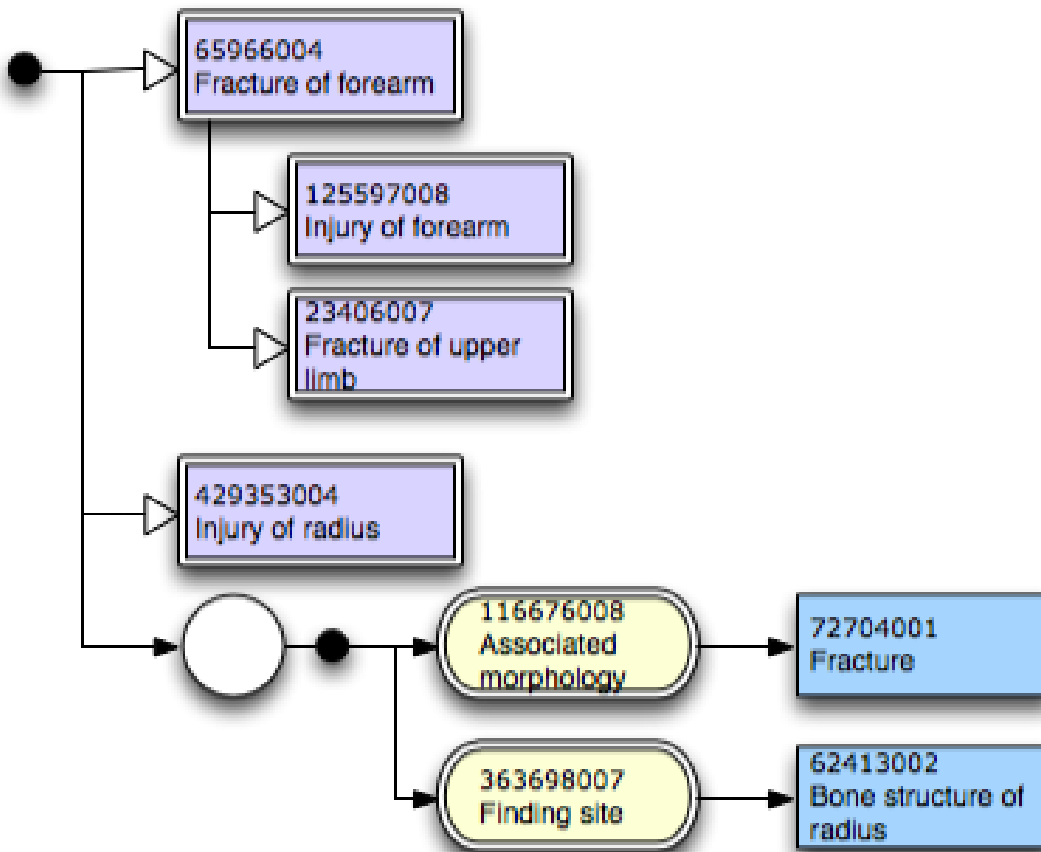 65966004
Fracture of forearm
125597008
Injury of forearm
23406007
Fracture of upper
limb
429353004
Injury of radius
116676008
Associated
morphology
72704001
Fracture
363698007
Finding site
62413002
Bone structure of
radius